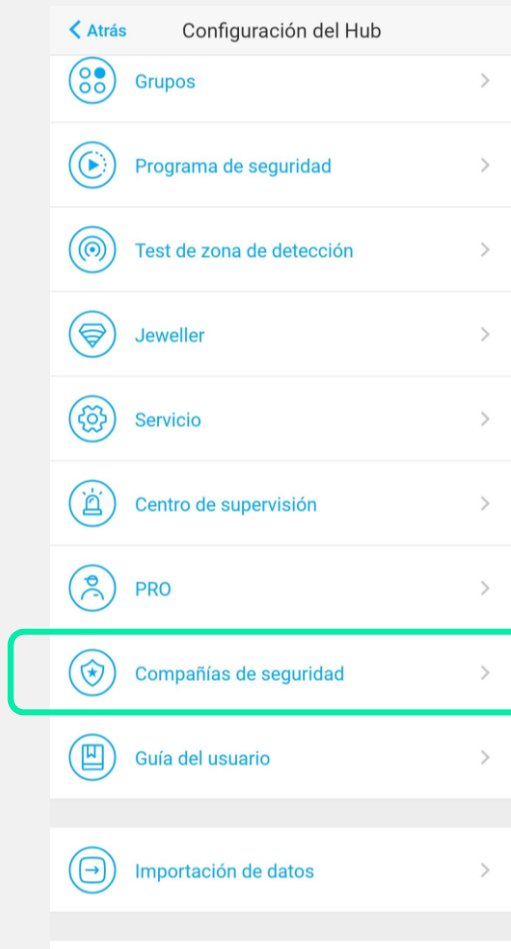 Atrás Configuración del Hub
Grupos
Programa de seguridad
Test de zona de detección
Jeweller
Servicio
Centro de supervisión
PRO
Compañías de seguridad
Guía del usuario
Importación de datos